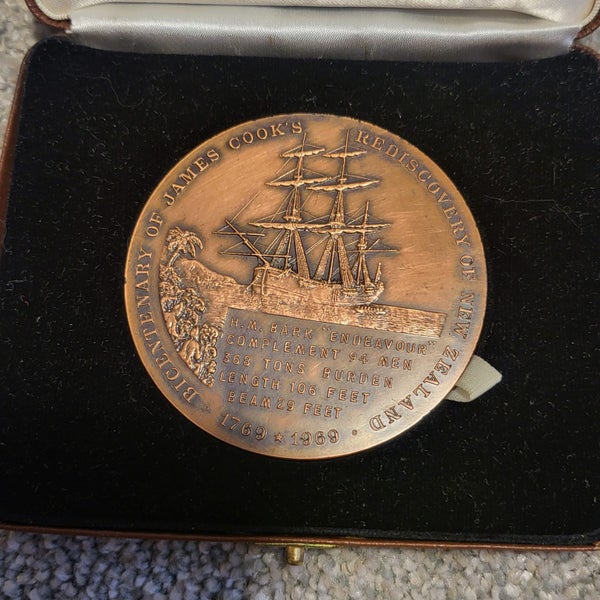 BICENTENARY OF JAMES COOK'S REDISCOVERY OF NEW ZEALAND
H.M. BARK "ENDEAVOUR"
COMPLEMENT 94 MEN
368 TONS BURDEN
LENGTH 106 FEET
BEAM 29 FEET
1769 ★ 1969